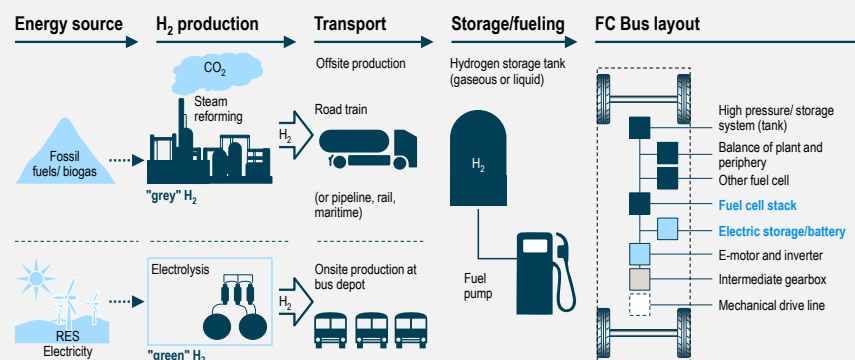 Energy source
H2 production
Transport
Storage/fueling
FC Bus layout
CO2
Steam
reforming
Fossil
fuels/ biogas
"grey" H2
H2
Offsite production
Road train
(or pipeline, rail,
maritime)
Hydrogen storage tank
(gaseous or liquid)
H2
Fuel
pump
RES
Electricity
Electrolysis
"green" H2
H2
Onsite production at
bus depot
High pressure/ storage
system (tank)
Balance of plant and
periphery
Other fuel cell
Fuel cell stack
Electric storage/battery
E-motor and inverter
Intermediate gearbox
Mechanical drive line